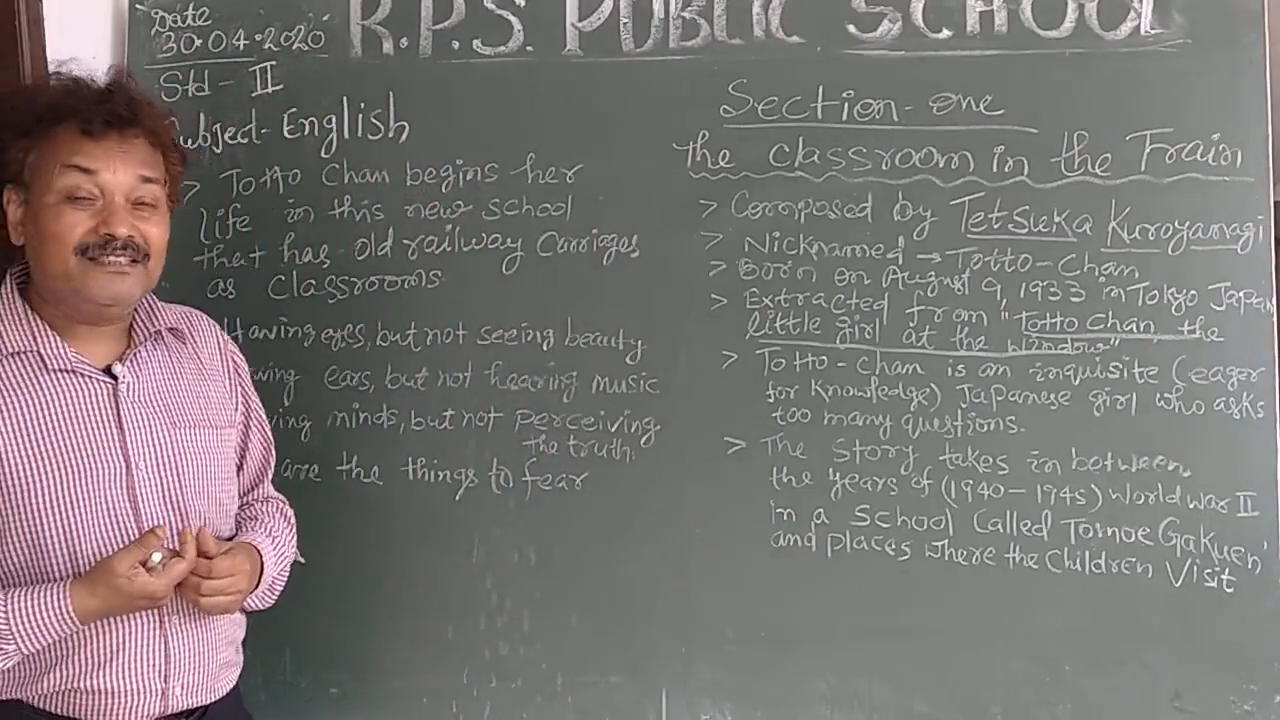 Date
30.04.2020
R.P.S. PUBLIC SCHOOL
Std - II
Subject- English
> Totto Chan begins her
life in this new school
that has old railway Carriages
as Classrooms
Having eyes, but not seeing beauty
ears, but not hearing music
minds, but not perceiving
the truth.
are the things to fear
Section-one
the classroom in the Train
> Composed by Tetsuka Kuroyanagi
> Nicknamed → Totto-Chan
> Born on August 9, 1933 in Tokyo Japan
> Extracted from "Totto Chan, the
little girl at the window"
> Totto-Chan is an inquisite (eager
for Knowledge) Japanese girl who asks
too many questions.
> The story takes in between
the years of (1940-1945) World war II
in a School Called Tomoe Gakuen'
and places where the Children Visit